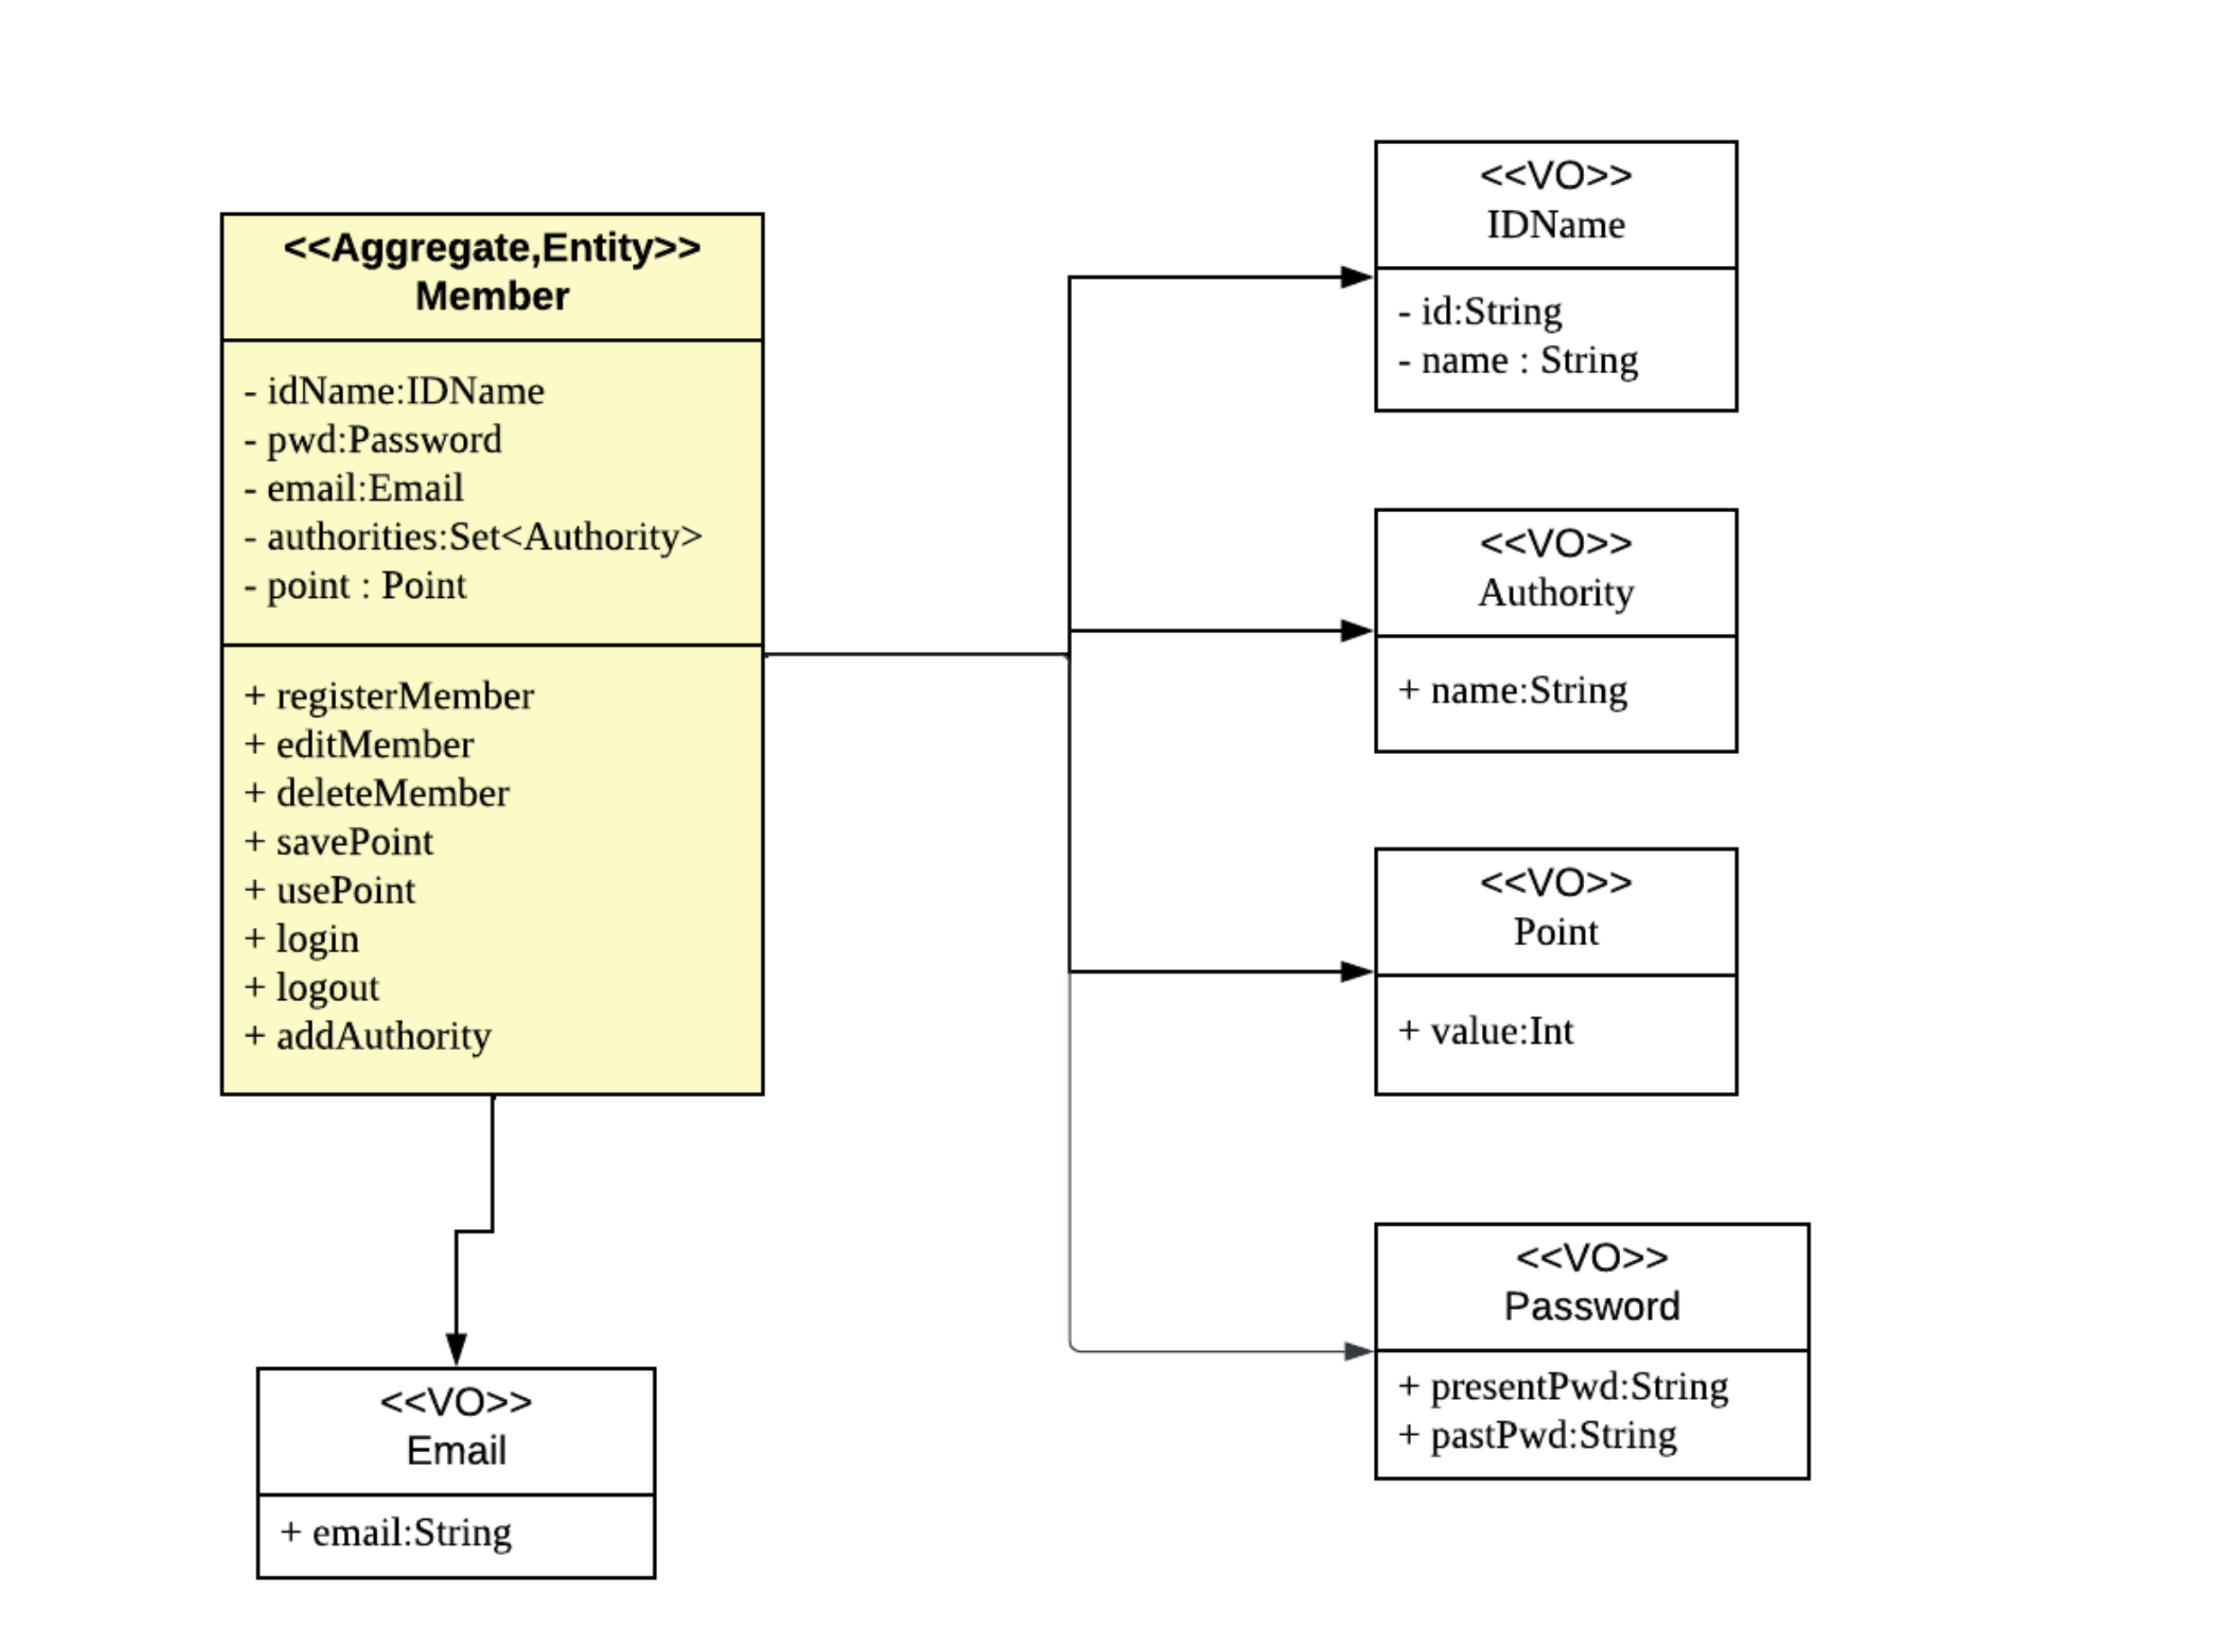 <<Aggregate,Entity>>
Member
- idName:IDName
- pwd:Password
- email:Email
- authorities:Set<Authority>
- point : Point
+ registerMember
+ editMember
+ deleteMember
+ savePoint
+ usePoint
+ login
+ logout
+ addAuthority
<<VO>>
IDName
- id:String
- name : String
<<VO>>
Authority
+ name:String
<<VO>>
Point
+ value:Int
<<VO>>
Password
+ presentPwd:String
+ pastPwd:String
<<VO>>
Email
+ email:String